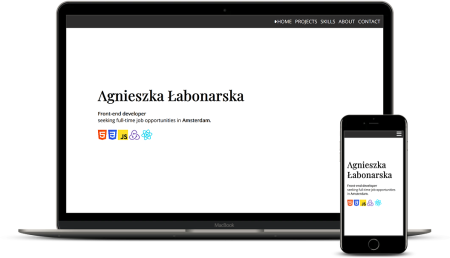 HOME PROJECTS SKILLS ABOUT CONTACT
Agnieszka Łabonarska
Front-end developer
seeking full-time job opportunities in Amsterdam.
JS
MacBook
Agnieszka
Łabonarska
Front-end developer
seeking full-time job opportunities
in Amsterdam.
JS